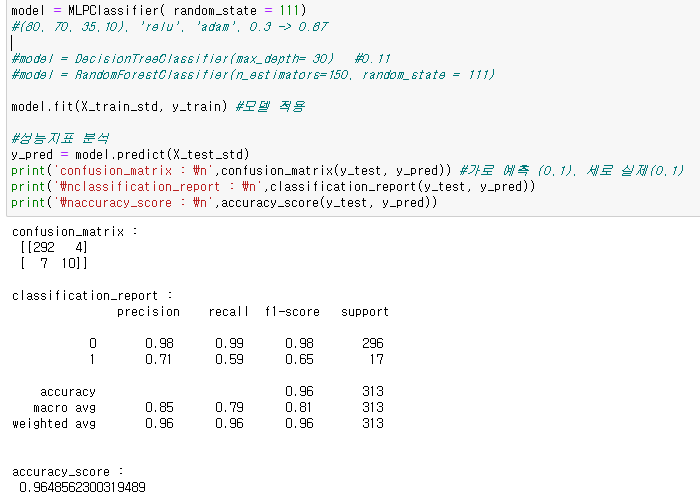 model = MLPClassifier( random_state = 111)
#(80, 70, 35,10), 'relu', 'adam', 0.3 -> 0.67
#model = DecisionTreeClassifier(max_depth= 30)   #0.11
#model = RandomForestClassifier(n_estimators=150, random_state = 111)
model.fit(X_train_std, y_train) #모델 적용
#성능지표 분석
y_pred = model.predict(X_test_std)
print('confusion_matrix : ₩n',confusion_matrix(y_test, y_pred)) #가로 예측 (0,1), 세로 실제(0,1)
print('₩nclassification_report : ₩n',classification_report(y_test, y_pred))
print('₩naccuracy_score : ₩n',accuracy_score(y_test, y_pred))
confusion_matrix :
[[292   4]
[  7  10]]
classification_report :
precision    recall  f1-score   support
0       0.98      0.99      0.98       296
1       0.71      0.59      0.65        17
accuracy                           0.96       313
macro avg       0.85      0.79      0.81       313
weighted avg       0.96      0.96      0.96       313
accuracy_score :
0.9648562300319489